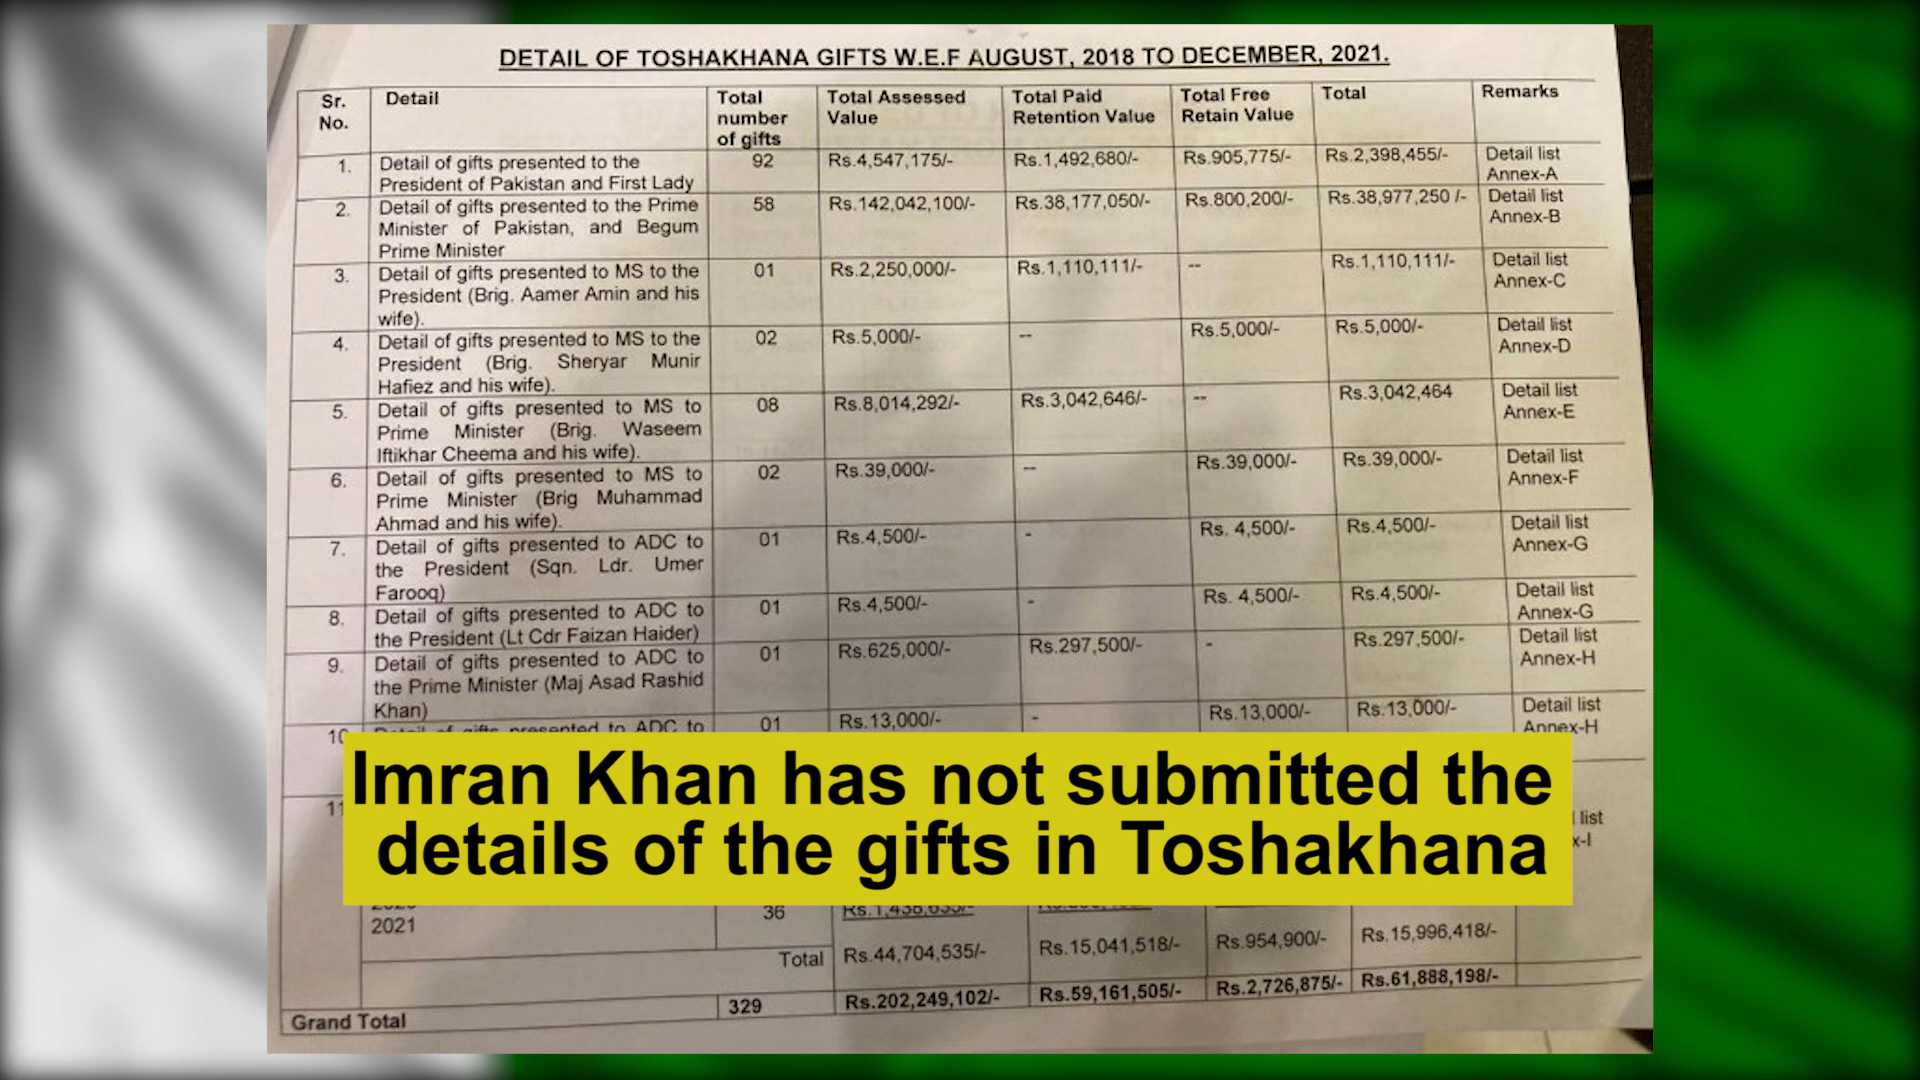 DETAIL OF TOSHAKHANA GIFTS W.E.F AUGUST, 2018 TO DECEMBER, 2021.
Sr. No. Detail Total number of gifts Total Assessed Value Total Paid Retention Value Total Free Retain Value Total Remarks
1. Detail of gifts presented to the President of Pakistan and First Lady 92 Rs.4,547,175/- Rs.1,492,680/- Rs.905,775/- Rs.2,398,455/- Detail list Annex-A
2. Detail of gifts presented to the Prime Minister of Pakistan, and Begum Prime Minister 58 Rs.142,042,100/- Rs.38,177,050/- Rs.800,200/- Rs.38,977,250 /- Detail list Annex-B
3. Detail of gifts presented to MS to the President (Brig. Aamer Amin and his wife). 01 Rs.2,250,000/- Rs.1,110,111/- -- Rs.1,110,111/- Detail list Annex-C
4. Detail of gifts presented to MS to the President (Brig. Sheryar Munir Hafiez and his wife). 02 Rs.5,000/- -- Rs.5,000/- Rs.5,000/- Detail list Annex-D
5. Detail of gifts presented to MS to Prime Minister (Brig. Waseem Iftikhar Cheema and his wife). 08 Rs.8,014,292/- Rs.3,042,646/- -- Rs.3,042,464 Detail list Annex-E
6. Detail of gifts presented to MS to Prime Minister (Brig Muhammad Ahmad and his wife). 02 Rs.39,000/- -- Rs.39,000/- Rs.39,000/- Detail list Annex-F
7. Detail of gifts presented to ADC to the President (Sqn. Ldr. Umer Farooq) 01 Rs.4,500/- - Rs. 4,500/- Rs.4,500/- Detail list Annex-G
8. Detail of gifts presented to ADC to the President (Lt Cdr Faizan Haider) 01 Rs.4,500/- - Rs. 4,500/- Rs.4,500/- Detail list Annex-G
9. Detail of gifts presented to ADC to the Prime Minister (Maj Asad Rashid Khan) 01 Rs.625,000/- Rs.297,500/- - Rs.297,500/- Detail list Annex-H
10 Detail of gifts presented to ADC to 01 Rs.13,000/- - Rs.13,000/- Rs.13,000/- Detail list Annex-H
Imran Khan has not submitted the
details of the gifts in Toshakhana
11 list
x-I
2021 36 Rs.1,438,635/-
Total Rs.44,704,535/- Rs.15,041,518/- Rs.954,900/- Rs.15,996,418/-
Grand Total 329 Rs.202,249,102/- Rs.59,161,505/- Rs.2,726,875/- Rs.61,888,198/-